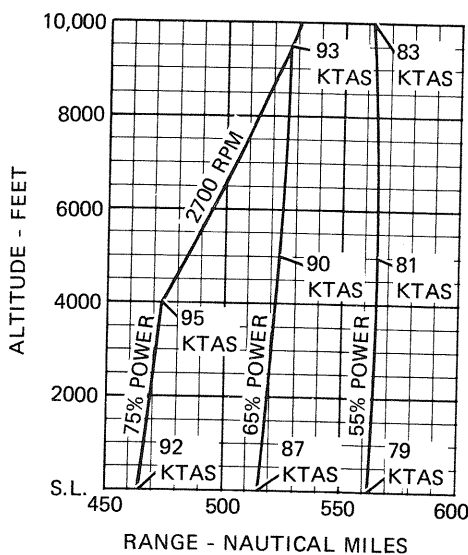 10,000
93
KTAS
83
KTAS
8000
2700 RPM
6000
90
KTAS
81
KTAS
4000
95
KTAS
75% POWER
65% POWER
55% POWER
2000
92
KTAS
87
KTAS
79
KTAS
S.L.
450
500
550
600
ALTITUDE - FEET
RANGE - NAUTICAL MILES